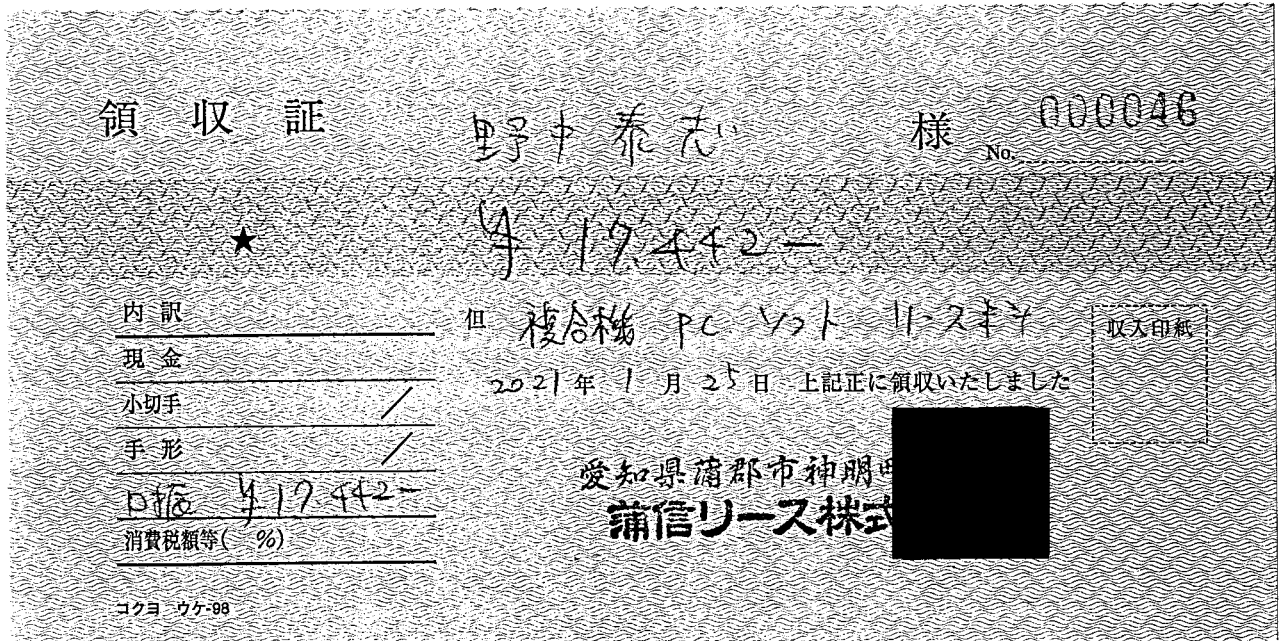 領収証 野中泰志 様 No. 000046
★ ¥17,442−
但 複合機 PC ソフト リース料
2021年1月25日 上記正に領収いたしました
収入印紙
内訳
現金
小切手 /
手形 /
口振 ¥17,442−
消費税額等( %)
愛知県蒲郡市神明町
蒲信リース株式
コクヨ ウケ-98